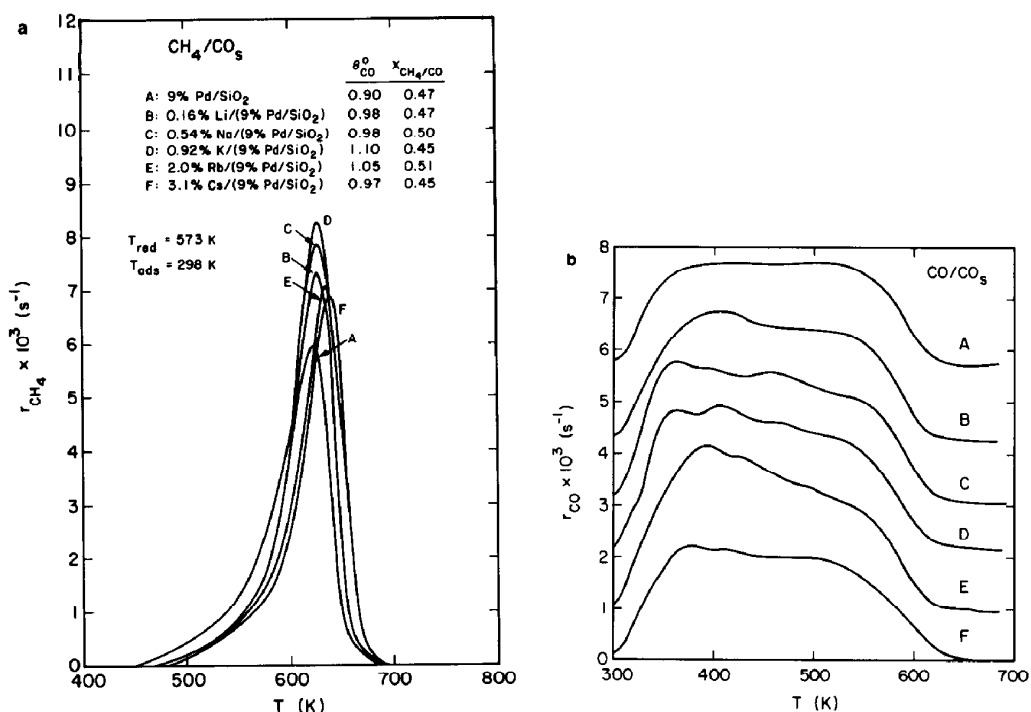 a
CH₄/COₛ
θ°CO XCH₄/CO
A: 9% Pd/SiO₂ 0.90 0.47
B: 0.16% Li/(9% Pd/SiO₂) 0.98 0.47
C: 0.54% Na/(9% Pd/SiO₂) 0.98 0.50
D: 0.92% K/(9% Pd/SiO₂) 1.10 0.45
E: 2.0% Rb/(9% Pd/SiO₂) 1.05 0.51
F: 3.1% Cs/(9% Pd/SiO₂) 0.97 0.45
Tred = 573 K
Tads = 298 K
C
D
B
E
F
A
12
11
10
9
8
7
6
5
4
3
2
1
0
rCH₄ × 10³ (s⁻¹)
400 500 600 700 800
T (K)
b
CO/COₛ
A
B
C
D
E
F
8
7
6
5
4
3
2
1
0
rCO × 10³ (s⁻¹)
300 400 500 600 700
T (K)